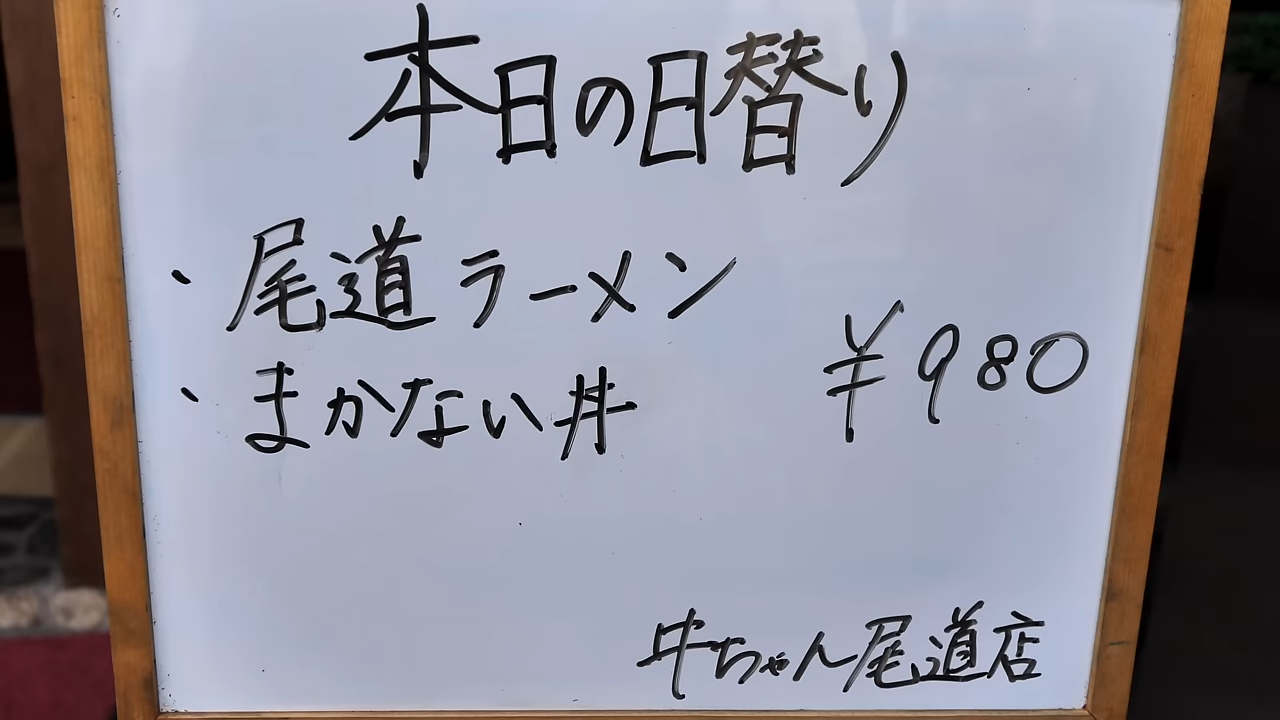 本日の日替り
・尾道ラーメン
・まかない丼
¥980
牛ちゃん尾道店